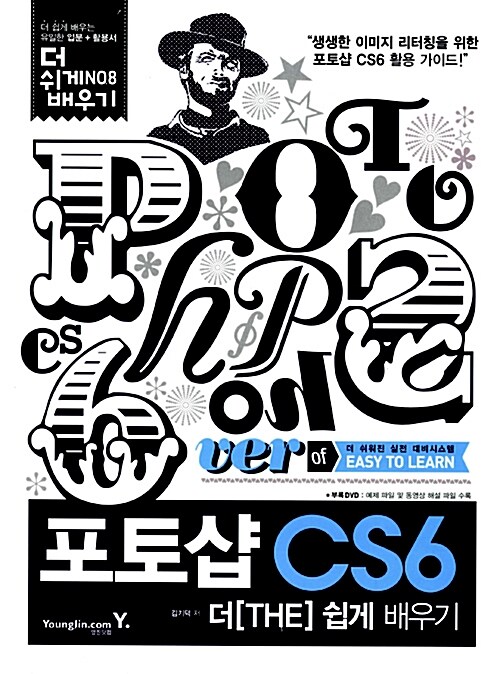 더 쉽게 배우는
유일한 입문 + 활용서
더
쉽게NO8
배우기
"생생한 이미지 리터칭을 위한
포토샵 CS6 활용 가이드!"
PhoTo
cs
6
ver of
더 쉬워진 실전 대비시스템
EASY TO LEARN
● 부록DVD : 예제 파일 및 동영상 해설 파일 수록
포토샵 CS6
김기덕 저 더[THE] 쉽게 배우기
Youngjin.com Y.
영진닷컴